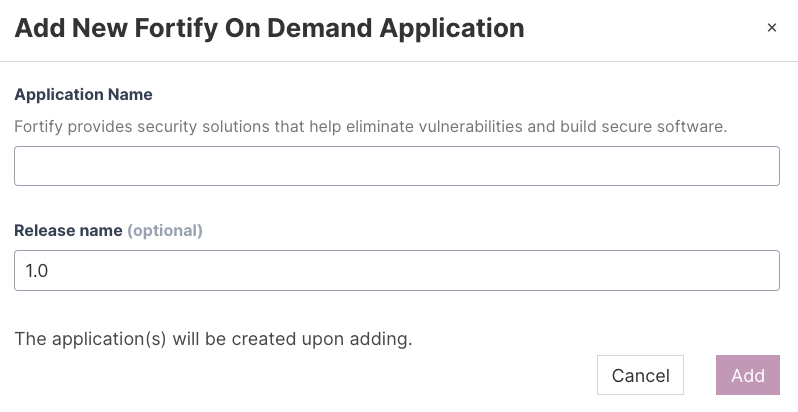 Add New Fortify On Demand Application
×
Application Name
Fortify provides security solutions that help eliminate vulnerabilities and build secure software.
Release name (optional)
1.0
The application(s) will be created upon adding.
Cancel
Add